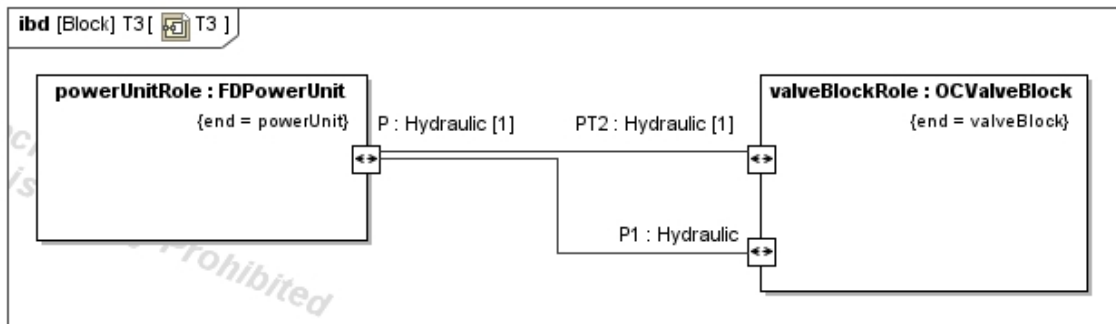 ibd [Block] T3 [ T3 ]
powerUnitRole : FDPowerUnit
{end = powerUnit}
P : Hydraulic [1]
PT2 : Hydraulic [1]
valveBlockRole : OCValveBlock
{end = valveBlock}
P1 : Hydraulic
Prohibited